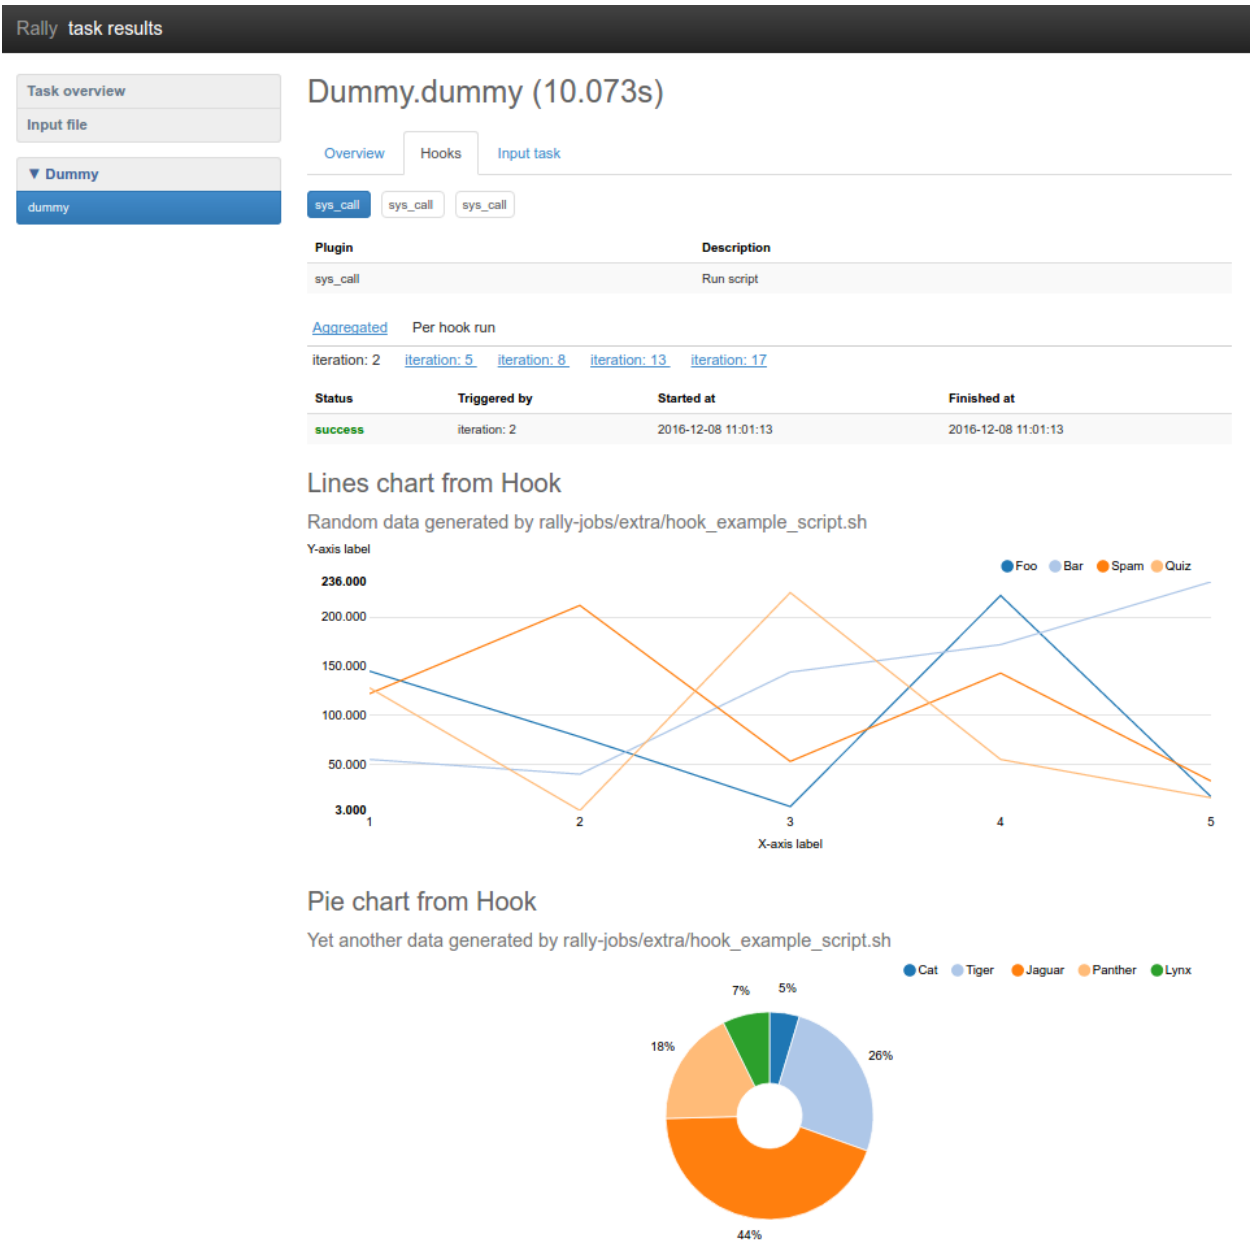 Rally task results
Task overview
Input file
▼ Dummy
dummy
Dummy.dummy (10.073s)
Overview Hooks Input task
sys_call sys_call sys_call
Plugin Description
sys_call Run script
Aggregated Per hook run
iteration: 2 iteration: 5 iteration: 8 iteration: 13 iteration: 17
Status Triggered by Started at Finished at
success iteration: 2 2016-12-08 11:01:13 2016-12-08 11:01:13
Lines chart from Hook
Random data generated by rally-jobs/extra/hook_example_script.sh
Y-axis label
Foo Bar Spam Quiz
236.000
200.000
150.000
100.000
50.000
3.000
1 2 3 4 5
X-axis label
Pie chart from Hook
Yet another data generated by rally-jobs/extra/hook_example_script.sh
Cat Tiger Jaguar Panther Lynx
7% 5%
18%
26%
44%